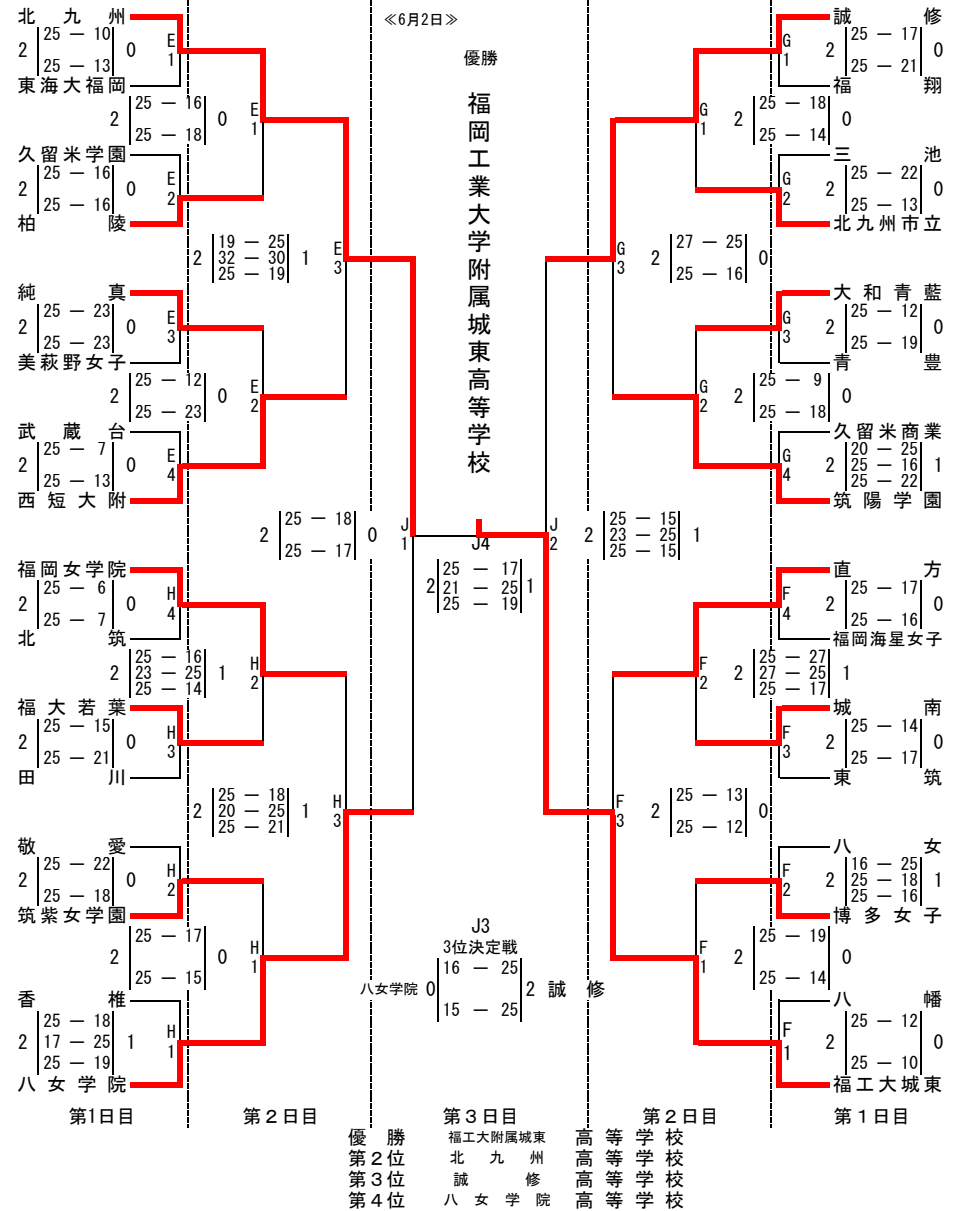 ≪6月2日≫
優勝
福岡工業大学附属城東高等学校
北九州
2 25 － 10 0
25 － 13
E1
東海大福岡
2 25 － 16 0
25 － 18
E1
久留米学園
2 25 － 16 0
25 － 16
E2
柏陵
2 19 － 25 1
32 － 30
25 － 19
E3
純真
2 25 － 23 0
25 － 23
E3
美萩野女子
2 25 － 12 0
25 － 23
E2
武蔵台
2 25 － 7 0
25 － 13
E4
西短大附
2 25 － 18 0
25 － 17
J1
福岡女学院
2 25 － 6 0
25 － 7
H4
北筑
2 25 － 16 1
23 － 25
25 － 14
H2
福大若葉
2 25 － 15 0
25 － 21
H3
田川
2 25 － 18 1
20 － 25
25 － 21
H3
敬愛
2 25 － 22 0
25 － 18
H2
筑紫女学園
2 25 － 17 0
25 － 15
H1
香椎
2 25 － 18 1
17 － 25
25 － 19
H1
八女学院
J4
2 25 － 17 1
21 － 25
25 － 19
J3
3位決定戦
八女学院 0 16 － 25 2 誠修
15 － 25
誠修
G1
2 25 － 17 0
25 － 21
福翔
G1
2 25 － 18 0
25 － 14
三池
G2
2 25 － 22 0
25 － 13
北九州市立
G3
2 27 － 25 0
25 － 16
大和青藍
G3
2 25 － 12 0
25 － 19
青豊
G2
2 25 － 9 0
25 － 18
久留米商業
G4
2 20 － 25 1
25 － 16
25 － 22
筑陽学園
J2
2 25 － 15 1
23 － 25
25 － 15
直方
F4
2 25 － 17 0
25 － 16
福岡海星女子
F2
2 25 － 27 1
27 － 25
25 － 17
城南
F3
2 25 － 14 0
25 － 17
東筑
F3
2 25 － 13 0
25 － 12
八女
F2
2 16 － 25 1
25 － 18
25 － 16
博多女子
F1
2 25 － 19 0
25 － 14
八幡
F1
2 25 － 12 0
25 － 10
福工大城東
第1日目 第２日目 第３日目 第２日目 第１日目
優勝 福工大附属城東 高等学校
第２位 北九州 高等学校
第３位 誠修 高等学校
第４位 八女学院 高等学校